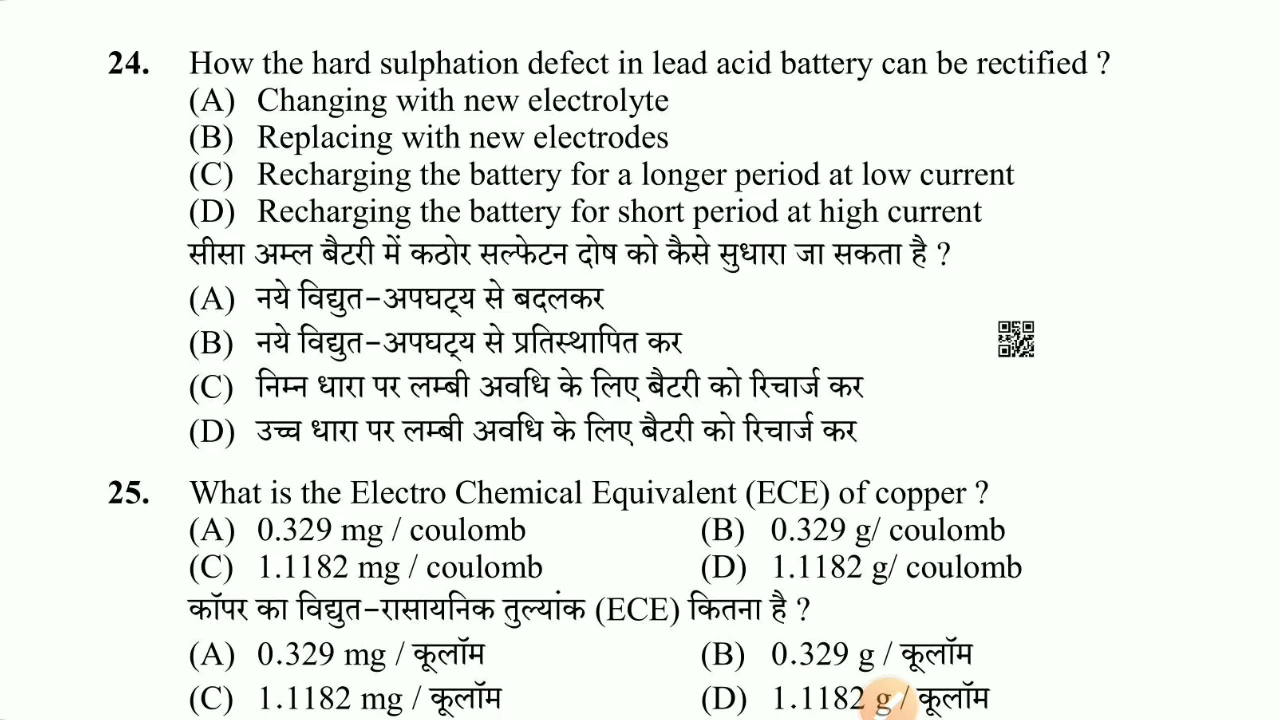 24. How the hard sulphation defect in lead acid battery can be rectified ?
(A) Changing with new electrolyte
(B) Replacing with new electrodes
(C) Recharging the battery for a longer period at low current
(D) Recharging the battery for short period at high current
सीसा अम्ल बैटरी में कठोर सल्फेटन दोष को कैसे सुधारा जा सकता है ?
(A) नये विद्युत-अपघट्य से बदलकर
(B) नये विद्युत-अपघट्य से प्रतिस्थापित कर
(C) निम्न धारा पर लम्बी अवधि के लिए बैटरी को रिचार्ज कर
(D) उच्च धारा पर लम्बी अवधि के लिए बैटरी को रिचार्ज कर
25. What is the Electro Chemical Equivalent (ECE) of copper ?
(A) 0.329 mg / coulomb (B) 0.329 g/ coulomb
(C) 1.1182 mg / coulomb (D) 1.1182 g/ coulomb
कॉपर का विद्युत-रासायनिक तुल्यांक (ECE) कितना है ?
(A) 0.329 mg / कूलॉम (B) 0.329 g / कूलॉम
(C) 1.1182 mg / कूलॉम (D) 1.1182 g / कूलॉम